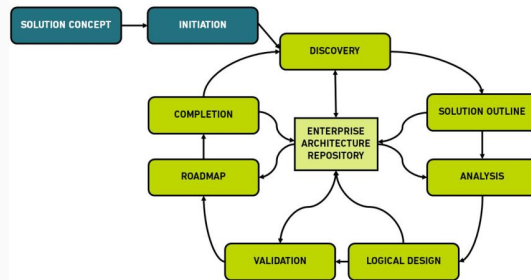 SOLUTION CONCEPT
INITIATION
DISCOVERY
COMPLETION
SOLUTION OUTLINE
ENTERPRISE
ARCHITECTURE
REPOSITORY
ROADMAP
ANALYSIS
VALIDATION
LOGICAL DESIGN